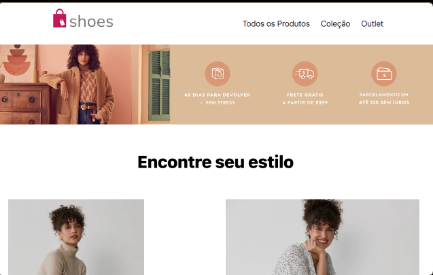 shoes
Todos os Produtos Coleção Outlet
40 DIAS PARA DEVOLVER
— SEM STRESS
FRETE GRÁTIS
A PARTIR DE R$99
PARCELAMENTO EM
ATÉ 10X SEM JUROS
Encontre seu estilo